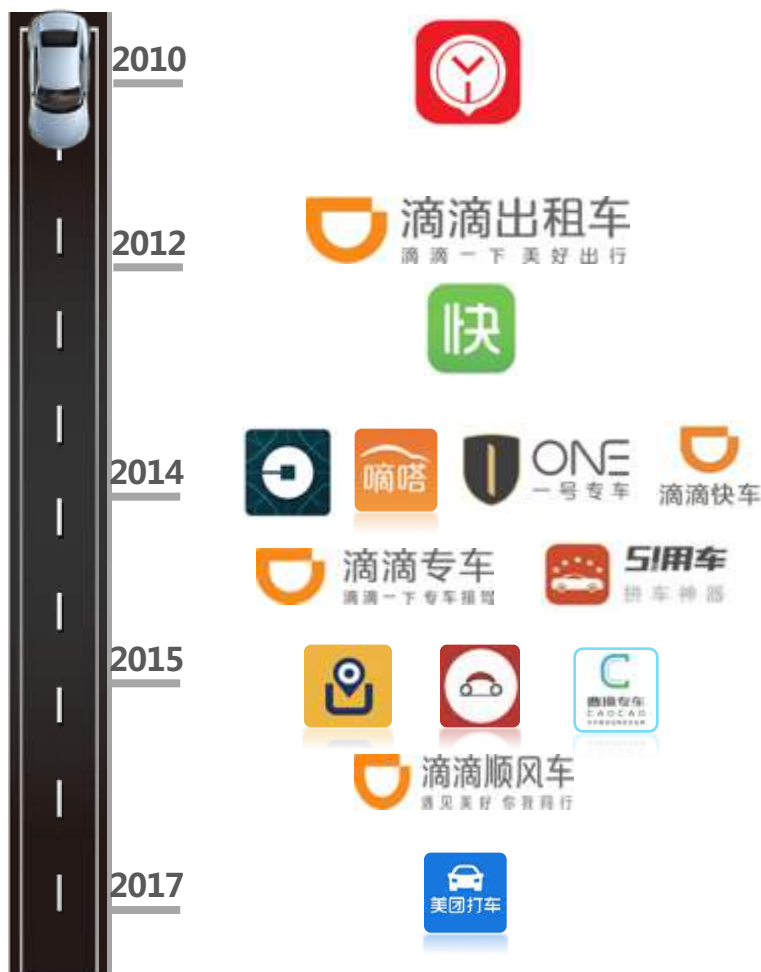 2010
2012
滴滴出租车
滴滴一下 美好出行
快
2014
嘀嗒
ONE
一号专车
滴滴快车
滴滴专车
滴滴一下 专车接驾
51用车
拼车神器
2015
曹操专车
CAOCAO
滴滴顺风车
遇见美好 你我同行
2017
美团打车